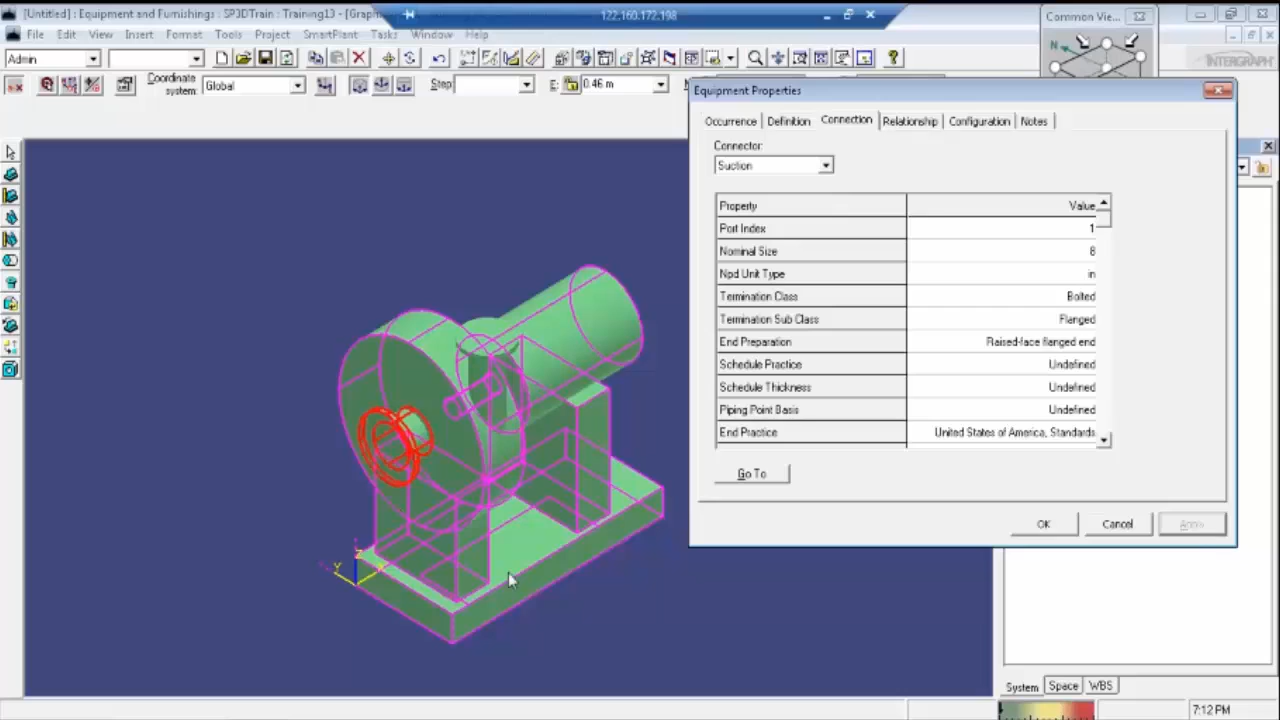 [Untitled] : Equipment and Furnishings : SP3DTrain : Training13 - [Graph
122.160.172.198
Common Vie...
File Edit View Insert Format Tools Project SmartPlant Tasks Window Help
Admin
INTERGRAPH
Coordinate system: Global
Step
E: 0.46 m
N
Equipment Properties
Occurrence Definition Connection Relationship Configuration Notes
Connector:
Suction
Property Value
Port Index 1
Nominal Size 8
Npd Unit Type in
Termination Class Bolted
Termination Sub Class Flanged
End Preparation Raised-face flanged end
Schedule Practice Undefined
Schedule Thickness Undefined
Piping Point Basis Undefined
End Practice United States of America, Standards
Go To
OK Cancel Apply
Z
Y X
System Space WBS
7:12 PM